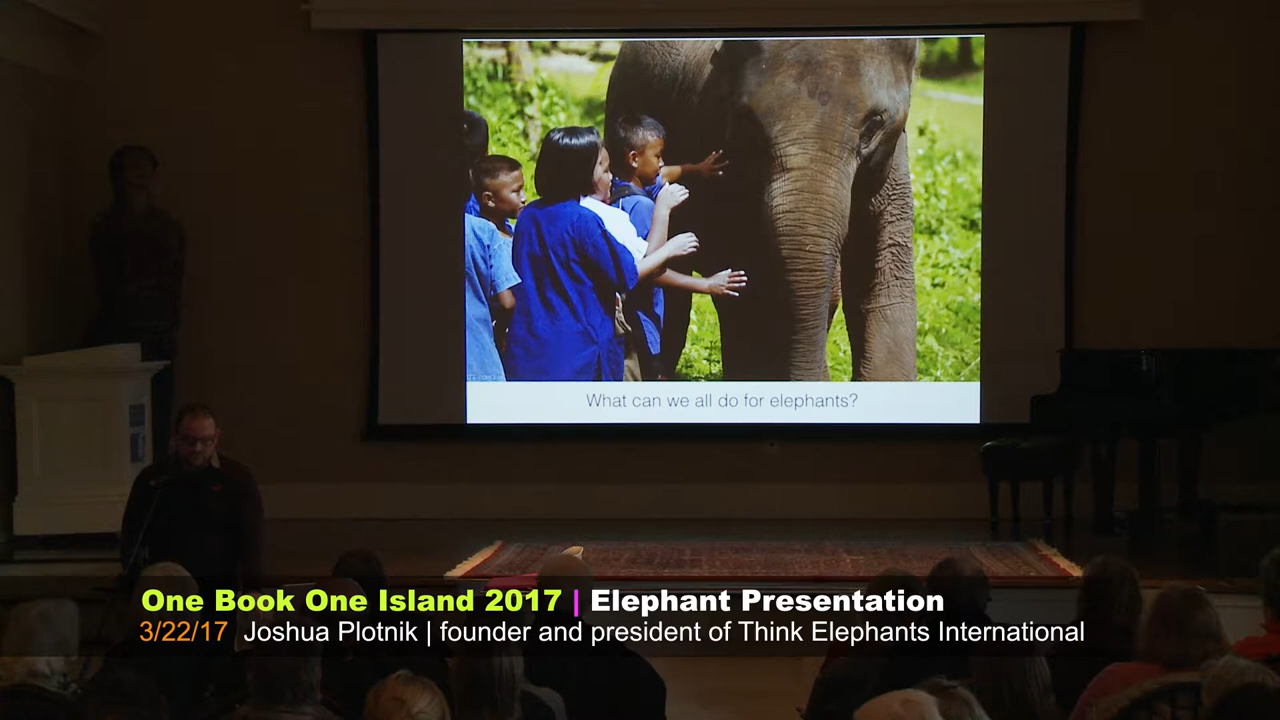 What can we all do for elephants?
One Book One Island 2017 | Elephant Presentation
3/22/17 Joshua Plotnik | founder and president of Think Elephants International